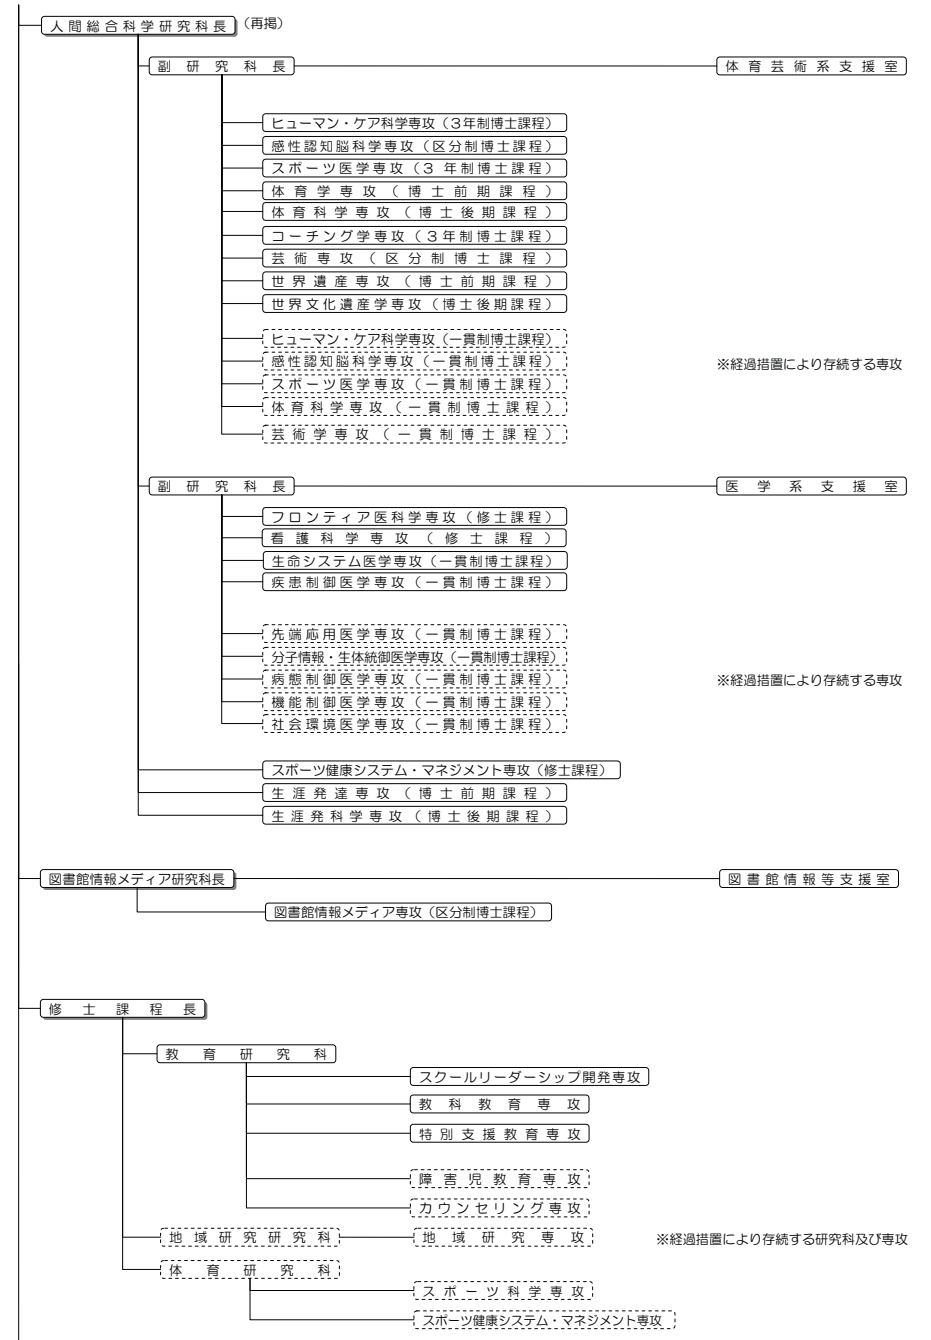 人間総合科学研究科長 （再掲）
副研究科長 体育芸術系支援室
ヒューマン・ケア科学専攻（３年制博士課程）
感性認知脳科学専攻（区分制博士課程）
スポーツ医学専攻（３年制博士課程）
体育学専攻（博士前期課程）
体育科学専攻（博士後期課程）
コーチング学専攻（３年制博士課程）
芸術専攻（区分制博士課程）
世界遺産専攻（博士前期課程）
世界文化遺産学専攻（博士後期課程）
ヒューマン・ケア科学専攻（一貫制博士課程）
感性認知脳科学専攻（一貫制博士課程） ※経過措置により存続する専攻
スポーツ医学専攻（一貫制博士課程）
体育科学専攻（一貫制博士課程）
芸術学専攻（一貫制博士課程）
副研究科長 医学系支援室
フロンティア医科学専攻（修士課程）
看護科学専攻（修士課程）
生命システム医学専攻（一貫制博士課程）
疾患制御医学専攻（一貫制博士課程）
先端応用医学専攻（一貫制博士課程）
分子情報・生体統御医学専攻（一貫制博士課程）
病態制御医学専攻（一貫制博士課程） ※経過措置により存続する専攻
機能制御医学専攻（一貫制博士課程）
社会環境医学専攻（一貫制博士課程）
スポーツ健康システム・マネジメント専攻（修士課程）
生涯発達専攻（博士前期課程）
生涯発科学専攻（博士後期課程）
図書館情報メディア研究科長 図書館情報等支援室
図書館情報メディア専攻（区分制博士課程）
修士課程長
教育研究科
スクールリーダーシップ開発専攻
教科教育専攻
特別支援教育専攻
障害児教育専攻
カウンセリング専攻
地域研究研究科 地域研究専攻 ※経過措置により存続する研究科及び専攻
体育研究科
スポーツ科学専攻
スポーツ健康システム・マネジメント専攻